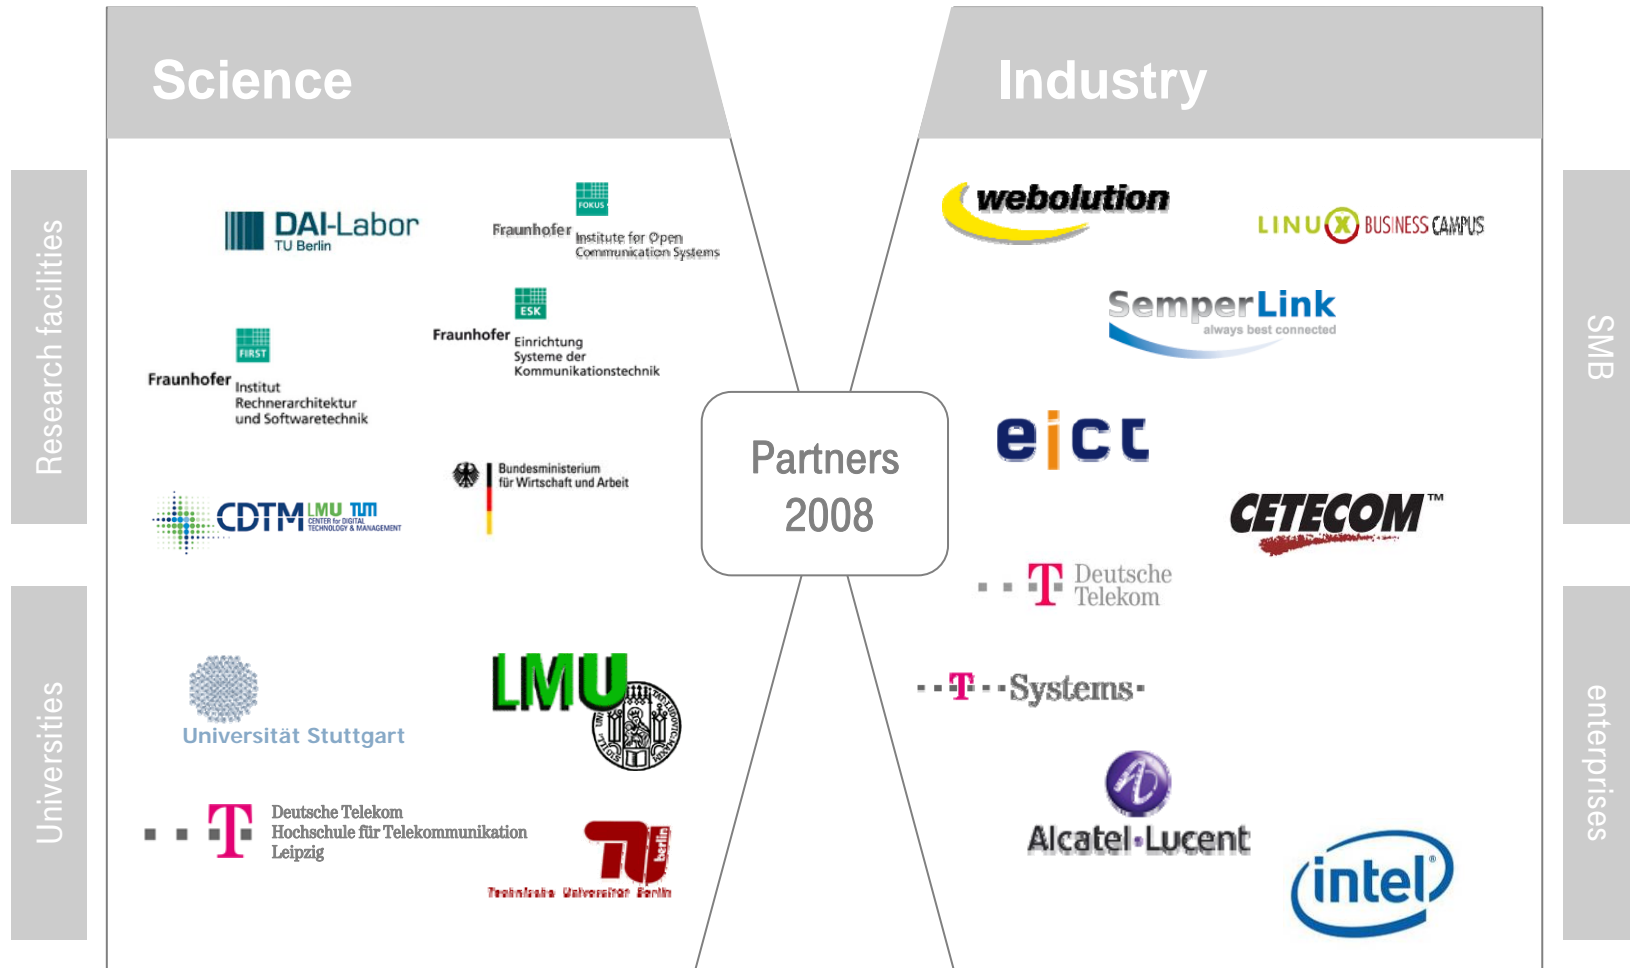 Science
Industry
Research facilities
Universities
SMB
enterprises
Partners
2008
DAI-Labor
TU Berlin
FOKUS
Fraunhofer
Institute for Open
Communication Systems
ESK
Fraunhofer
Einrichtung
Systeme der
Kommunikationstechnik
FIRST
Fraunhofer
Institut
Rechnerarchitektur
und Softwaretechnik
Bundesministerium
für Wirtschaft und Arbeit
CDTM LMU TUM
CENTER for DIGITAL
TECHNOLOGY & MANAGEMENT
Universität Stuttgart
LMU
Deutsche Telekom
Hochschule für Telekommunikation
Leipzig
T
TU
berlin
Technische Universität Berlin
webolution
LINUX BUSINESS CAMPUS
SemperLink
always best connected
eict
CETECOM™
T Deutsche
Telekom
T Systems
Alcatel·Lucent
intel®